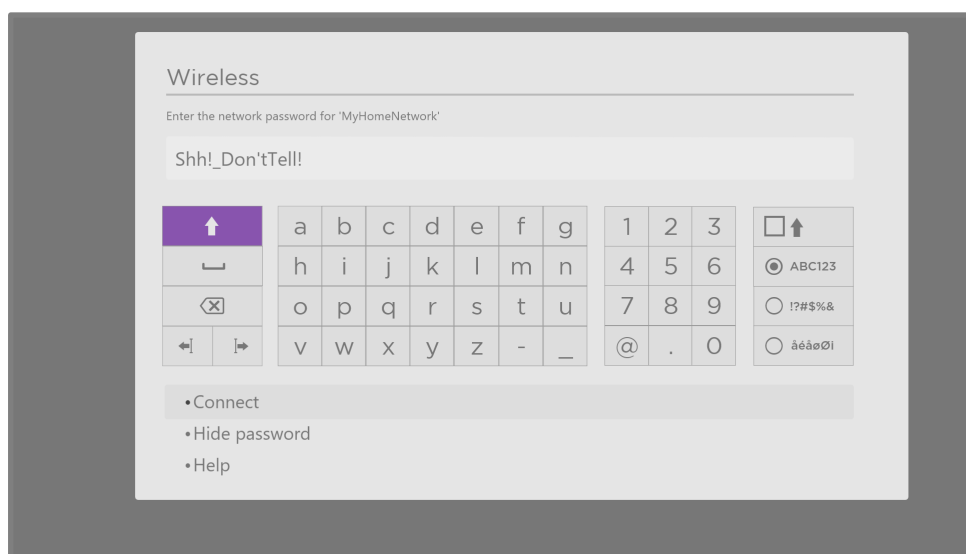 Wireless
Enter the network password for 'MyHomeNetwork'
Shh!_Don'tTell!
a b c d e f g 1 2 3
h i j k l m n 4 5 6 ABC123
o p q r s t u 7 8 9 !?#$%&
v w x y z - _ @ . 0 åéåøØi
•Connect
•Hide password
•Help